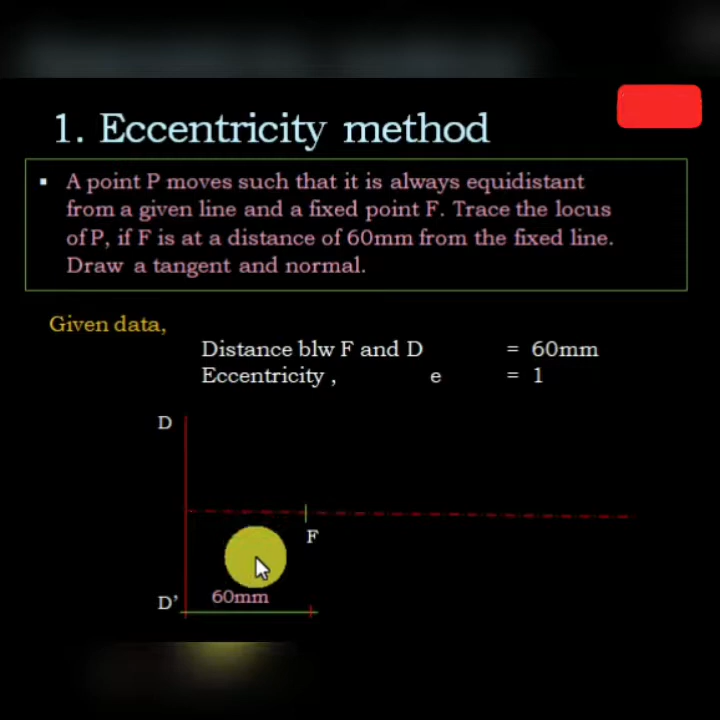 1. Eccentricity method
▪ A point P moves such that it is always equidistant
from a given line and a fixed point F. Trace the locus
of P, if F is at a distance of 60mm from the fixed line.
Draw a tangent and normal.
Given data,
Distance blw F and D = 60mm
Eccentricity , e = 1
D
F
D’
60mm